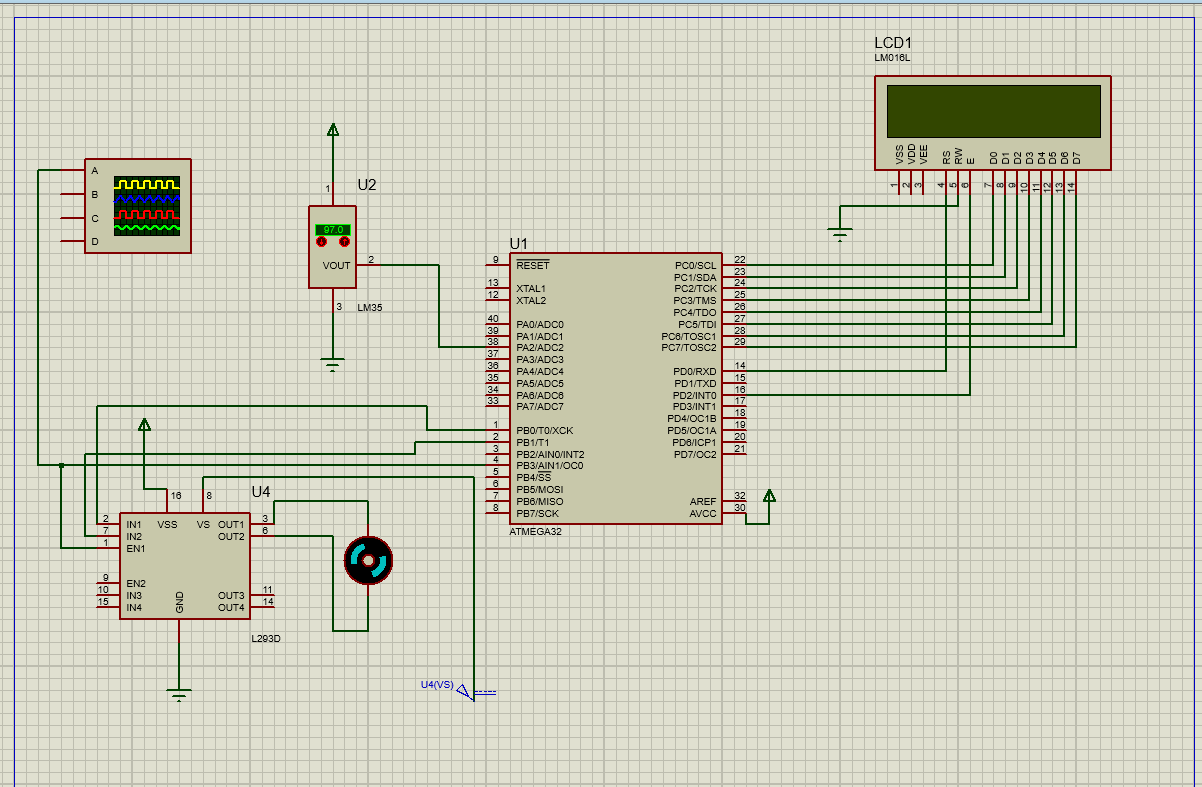 LCD1
LM016L
VSS
VDD
VEE
RS
RW
E
D0
D1
D2
D3
D4
D5
D6
D7
1
2
3
4
5
6
7
8
9
10
11
12
13
14
A
B
C
D
1
U2
97.0
VOUT
2
3
LM35
U1
9
RESET
13
XTAL1
12
XTAL2
40
PA0/ADC0
39
PA1/ADC1
38
PA2/ADC2
37
PA3/ADC3
36
PA4/ADC4
35
PA5/ADC5
34
PA6/ADC6
33
PA7/ADC7
1
PB0/T0/XCK
2
PB1/T1
3
PB2/AIN0/INT2
4
PB3/AIN1/OC0
5
PB4/SS
6
PB5/MOSI
7
PB6/MISO
8
PB7/SCK
PC0/SCL
22
PC1/SDA
23
PC2/TCK
24
PC3/TMS
25
PC4/TDO
26
PC5/TDI
27
PC6/TOSC1
28
PC7/TOSC2
29
PD0/RXD
14
PD1/TXD
15
PD2/INT0
16
PD3/INT1
17
PD4/OC1B
18
PD5/OC1A
19
PD6/ICP1
20
PD7/OC2
21
AREF
32
AVCC
30
ATMEGA32
U4
16
8
VSS
VS
2
IN1
7
IN2
1
EN1
9
EN2
10
IN3
15
IN4
GND
OUT1
3
OUT2
6
OUT3
11
OUT4
14
L293D
U4(VS)